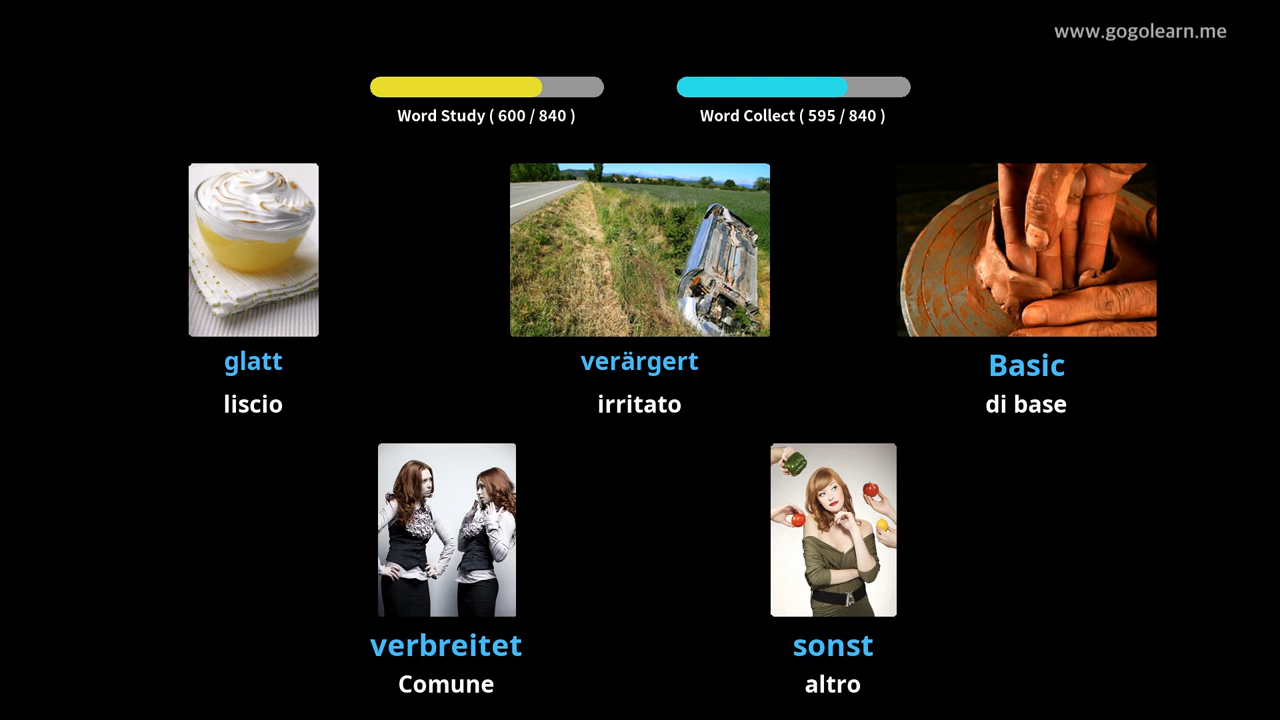 www.gogolearn.me
Word Study ( 600 / 840 )
Word Collect ( 595 / 840 )
glatt
liscio
verärgert
irritato
Basic
di base
verbreitet
Comune
sonst
altro